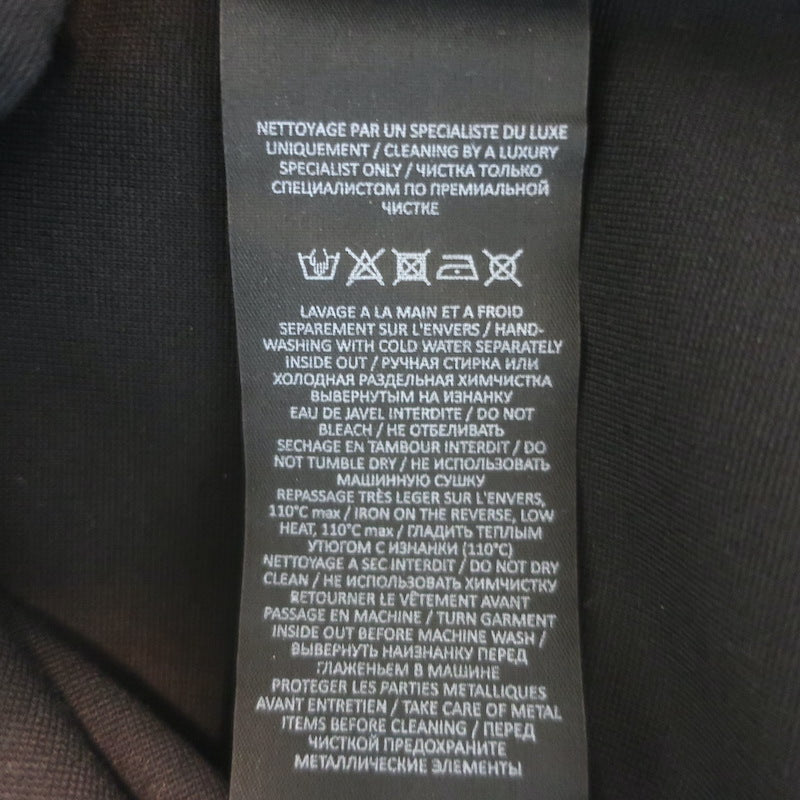 NETTOYAGE PAR UN SPECIALISTE DU LUXE
UNIQUEMENT / CLEANING BY A LUXURY
SPECIALIST ONLY / ЧИСТКА ТОЛЬКО
СПЕЦИАЛИСТОМ ПО ПРЕМИАЛЬНОЙ
ЧИСТКЕ
LAVAGE A LA MAIN ET A FROID
SEPAREMENT SUR L'ENVERS / HAND-
WASHING WITH COLD WATER SEPARATELY
INSIDE OUT / РУЧНАЯ СТИРКА ИЛИ
ХОЛОДНАЯ РАЗДЕЛЬНАЯ ХИМЧИСТКА
ВЫВЕРНУТЫМ НА ИЗНАНКУ
EAU DE JAVEL INTERDITE / DO NOT
BLEACH / НЕ ОТБЕЛИВАТЬ
SECHAGE EN TAMBOUR INTERDIT / DO
NOT TUMBLE DRY / НЕ ИСПОЛЬЗОВАТЬ
МАШИННУЮ СУШКУ
REPASSAGE TRÈS LEGER SUR L'ENVERS,
110°C max / IRON ON THE REVERSE, LOW
HEAT, 110°C max / ГЛАДИТЬ ТЕПЛЫМ
УТЮГОМ С ИЗНАНКИ (110°C)
NETTOYAGE A SEC INTERDIT / DO NOT DRY
CLEAN / НЕ ИСПОЛЬЗОВАТЬ ХИМЧИСТКУ
RETOURNER LE VÊTEMENT AVANT
PASSAGE EN MACHINE / TURN GARMENT
INSIDE OUT BEFORE MACHINE WASH /
ВЫВЕРНУТЬ НАИЗНАНКУ ПЕРЕД
ГЛАЖЕНЬЕМ В МАШИНЕ
PROTEGER LES PARTIES METALLIQUES
AVANT ENTRETIEN / TAKE CARE OF METAL
ITEMS BEFORE CLEANING / ПЕРЕД
ЧИСТКОЙ ПРЕДОХРАНИТЕ
МЕТАЛЛИЧЕСКИЕ ЭЛЕМЕНТЫ